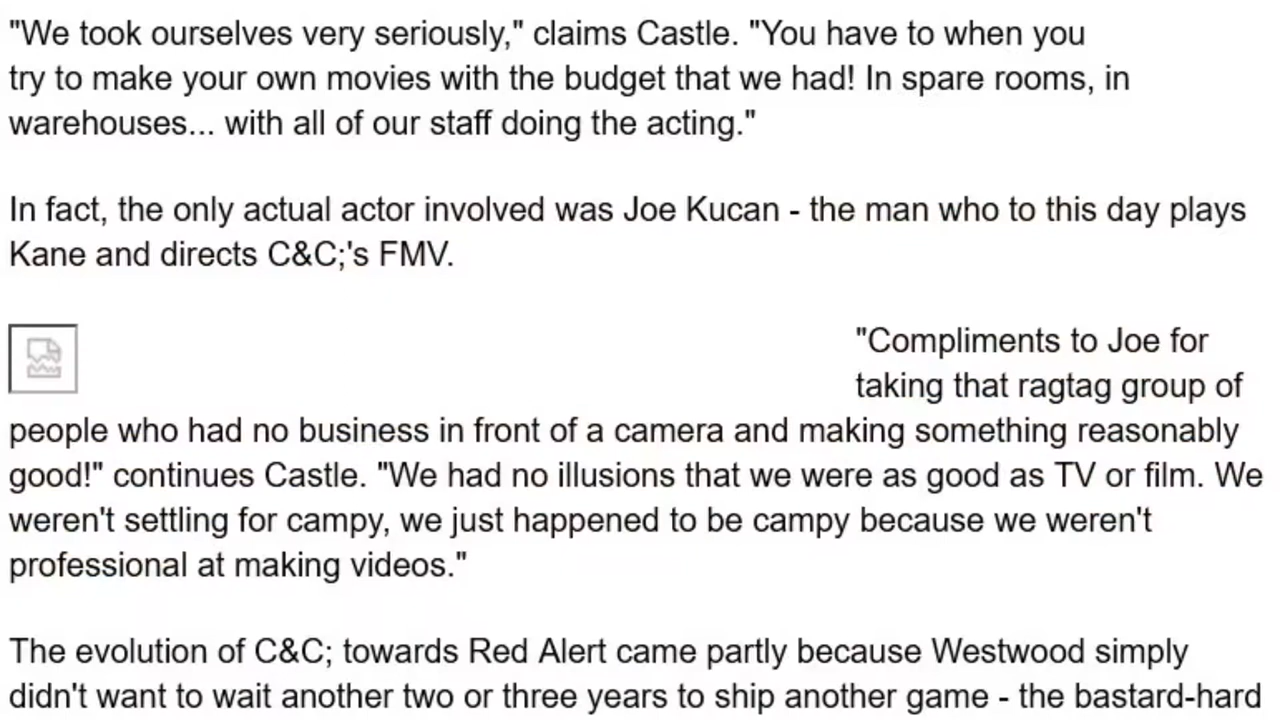 "We took ourselves very seriously," claims Castle. "You have to when you
try to make your own movies with the budget that we had! In spare rooms, in
warehouses... with all of our staff doing the acting."
In fact, the only actual actor involved was Joe Kucan - the man who to this day plays
Kane and directs C&C;'s FMV.
"Compliments to Joe for
taking that ragtag group of
people who had no business in front of a camera and making something reasonably
good!" continues Castle. "We had no illusions that we were as good as TV or film. We
weren't settling for campy, we just happened to be campy because we weren't
professional at making videos."
The evolution of C&C; towards Red Alert came partly because Westwood simply
didn't want to wait another two or three years to ship another game - the bastard-hard